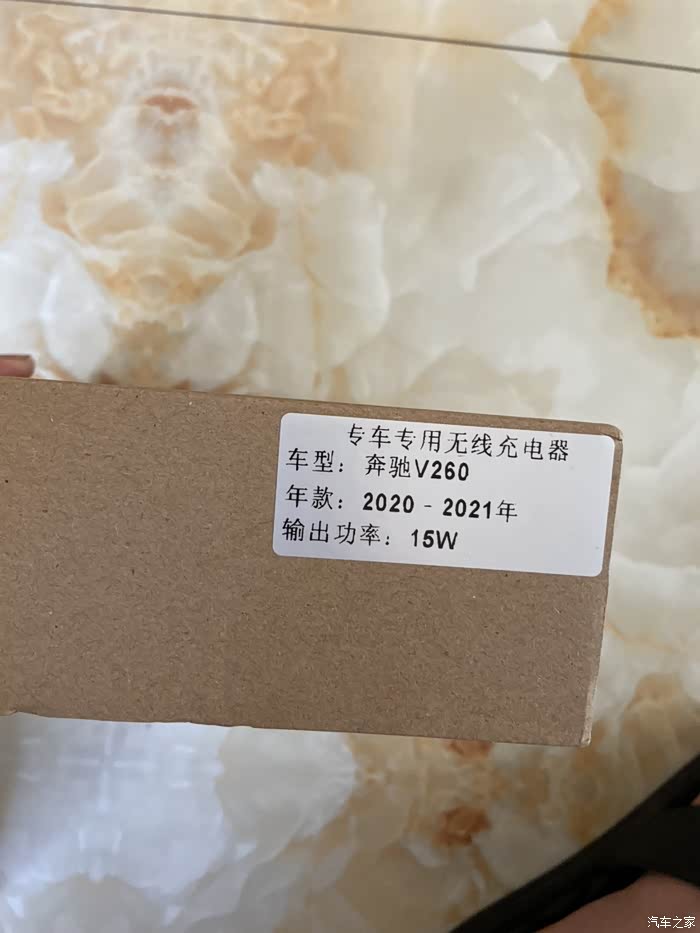 专车专用无线充电器
车型：奔驰V260
年款：2020 - 2021年
输出功率：15W
汽车之家